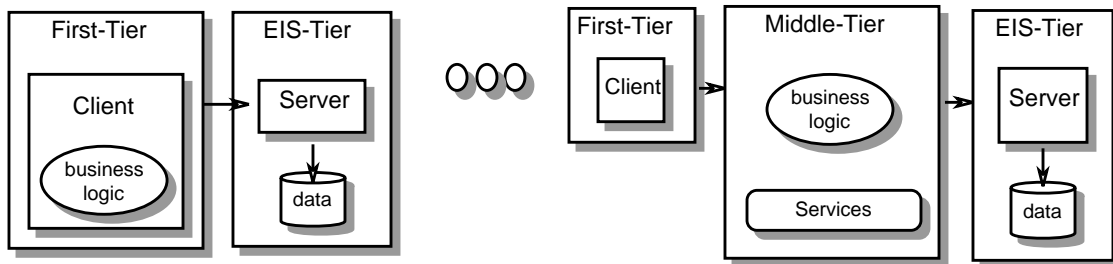 First-Tier
Client
business
logic
EIS-Tier
Server
data
First-Tier
Client
Middle-Tier
business
logic
Services
EIS-Tier
Server
data